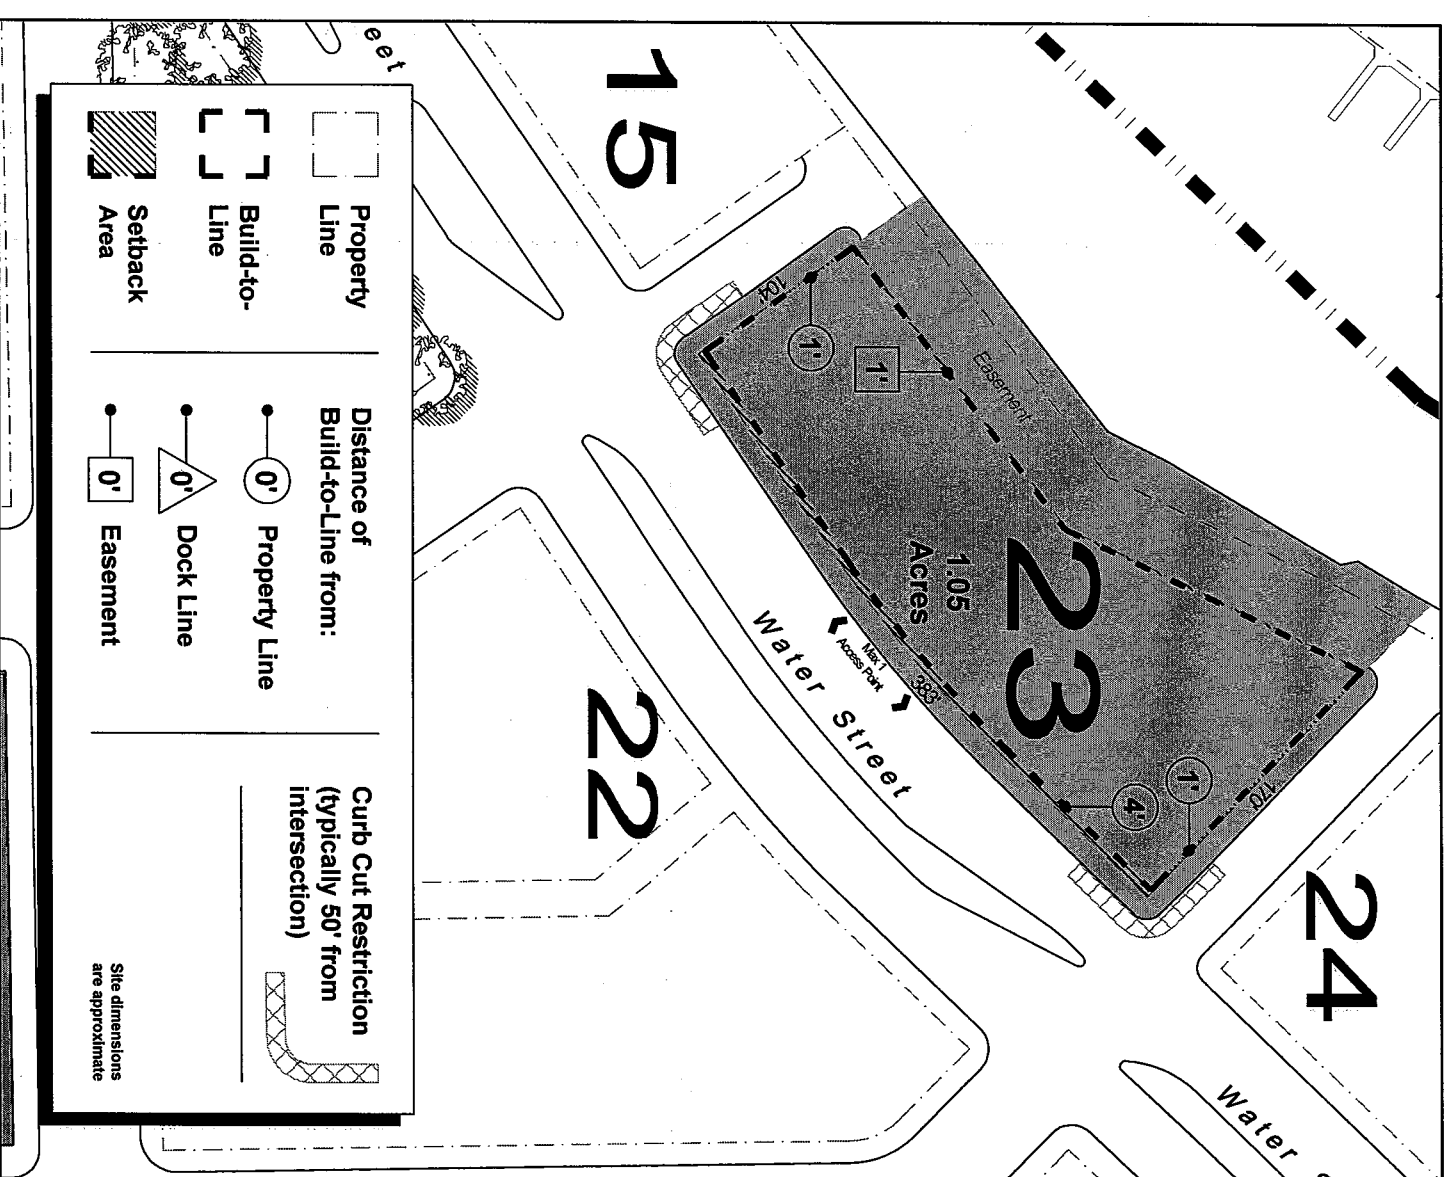 eet
15
24
23
22
1.05
Acres
Easement
104'
1'
1'
170'
1'
4'
383'
Max 1
Access Point
Water Street
Water S
Property
Line
Build-to-
Line
Setback
Area
Distance of
Build-to-Line from:
0' Property Line
0' Dock Line
0' Easement
Curb Cut Restriction
(typically 50' from
intersection)
Site dimensions
are approximate